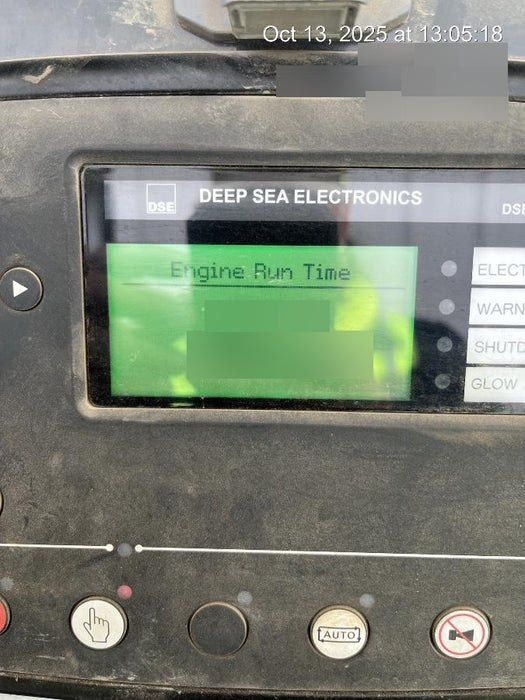 Oct 13, 2025 at 13:05:18
DSE
DEEP SEA ELECTRONICS
DSE
Engine Run Time
ELECT
WARN
SHUTD
GLOW
AUTO